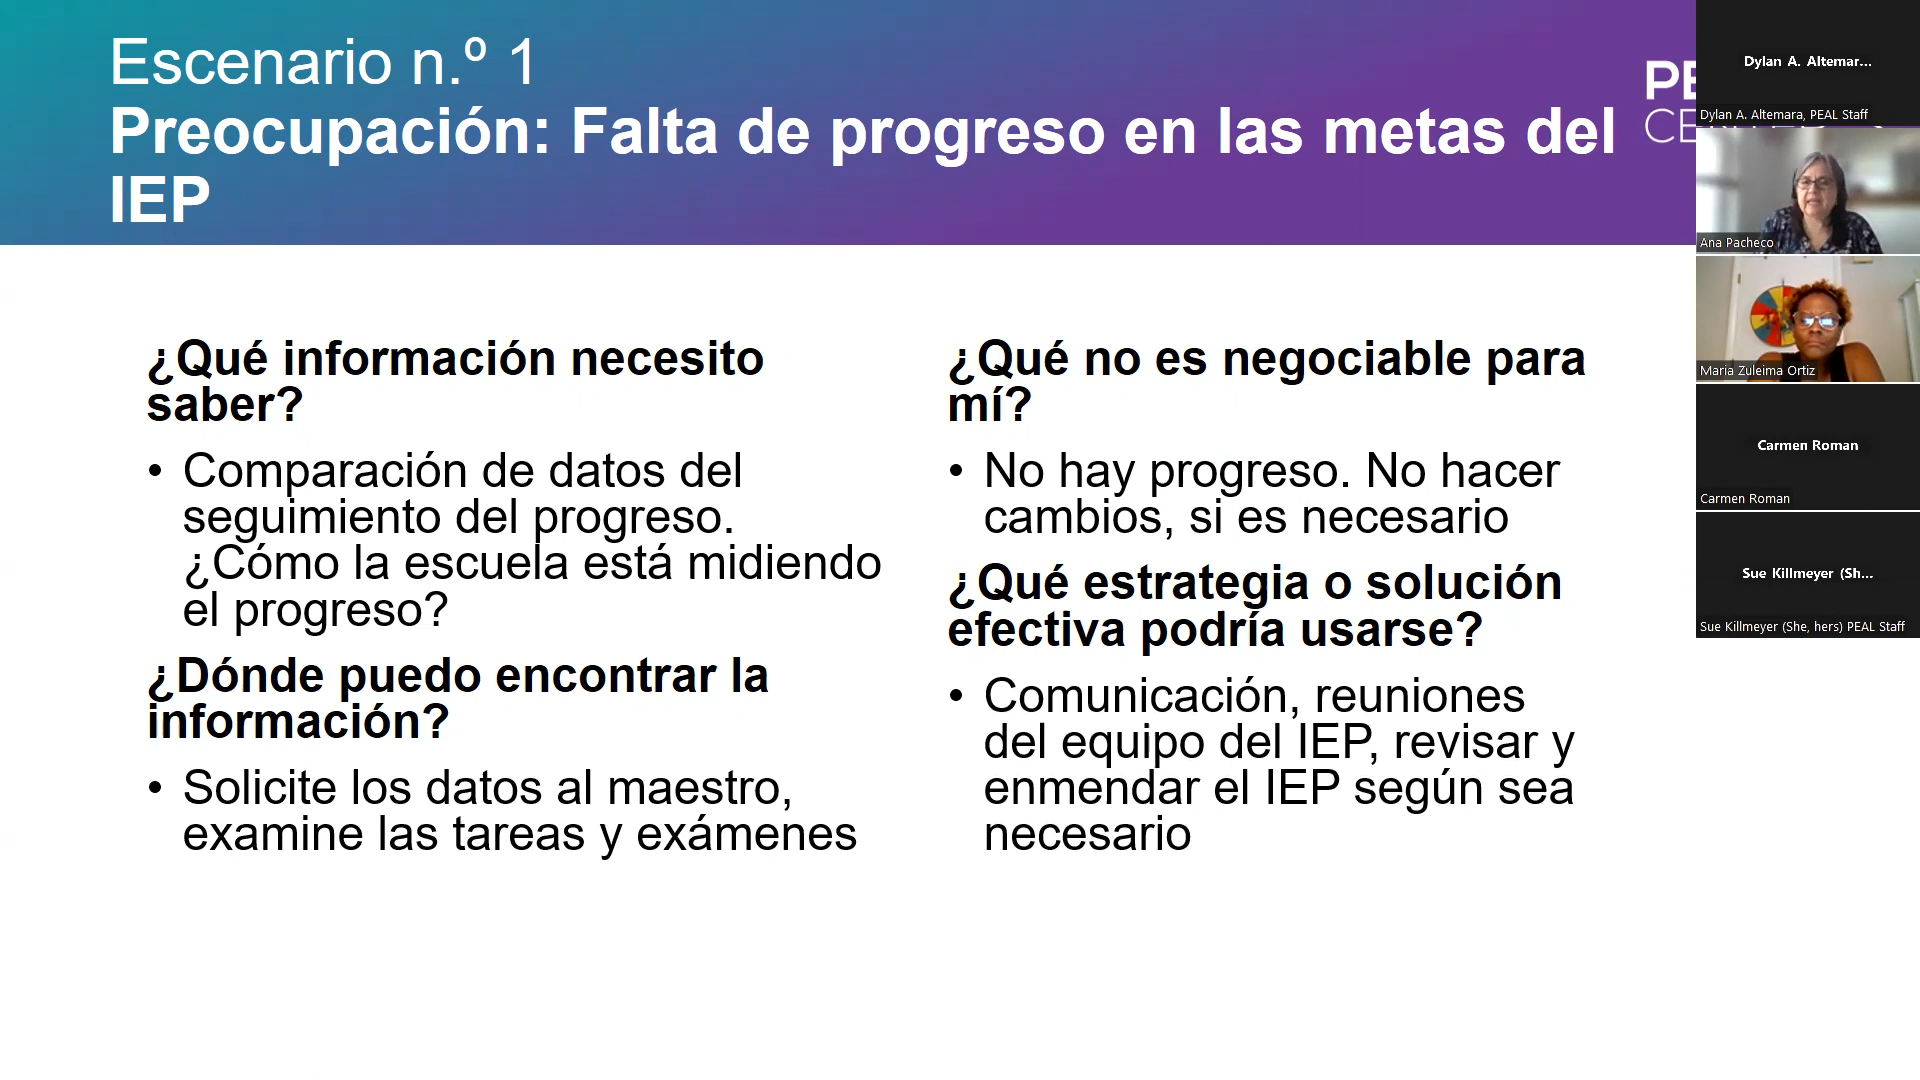 Escenario n.º 1
Preocupación: Falta de progreso en las metas del
IEP
¿Qué información necesito
saber?
• Comparación de datos del
seguimiento del progreso.
¿Cómo la escuela está midiendo
el progreso?
¿Dónde puedo encontrar la
información?
• Solicite los datos al maestro,
examine las tareas y exámenes
¿Qué no es negociable para
mí?
• No hay progreso. No hacer
cambios, si es necesario
¿Qué estrategia o solución
efectiva podría usarse?
• Comunicación, reuniones
del equipo del IEP, revisar y
enmendar el IEP según sea
necesario
Dylan A. Altemar...
Dylan A. Altemara, PEAL Staff
Ana Pacheco
Maria Zuleima Ortiz
Carmen Roman
Carmen Roman
Sue Killmeyer (Sh...
Sue Killmeyer (She, hers) PEAL Staff